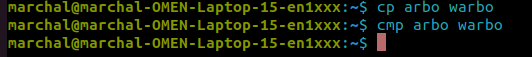 marchal@marchal-OMEN-Laptop-15-en1xxx:~$ cp arbo warbo
marchal@marchal-OMEN-Laptop-15-en1xxx:~$ cmp arbo warbo
marchal@marchal-OMEN-Laptop-15-en1xxx:~$